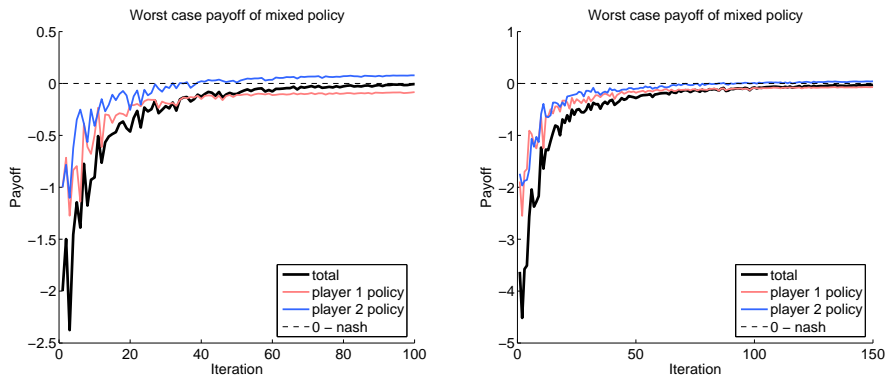 Worst case payoff of mixed policy
0.5
0
−0.5
−1
−1.5
−2
−2.5
Payoff
0 20 40 60 80 100
Iteration
total
player 1 policy
player 2 policy
0 − nash
Worst case payoff of mixed policy
1
0
−1
−2
−3
−4
−5
Payoff
0 50 100 150
Iteration
total
player 1 policy
player 2 policy
0 − nash